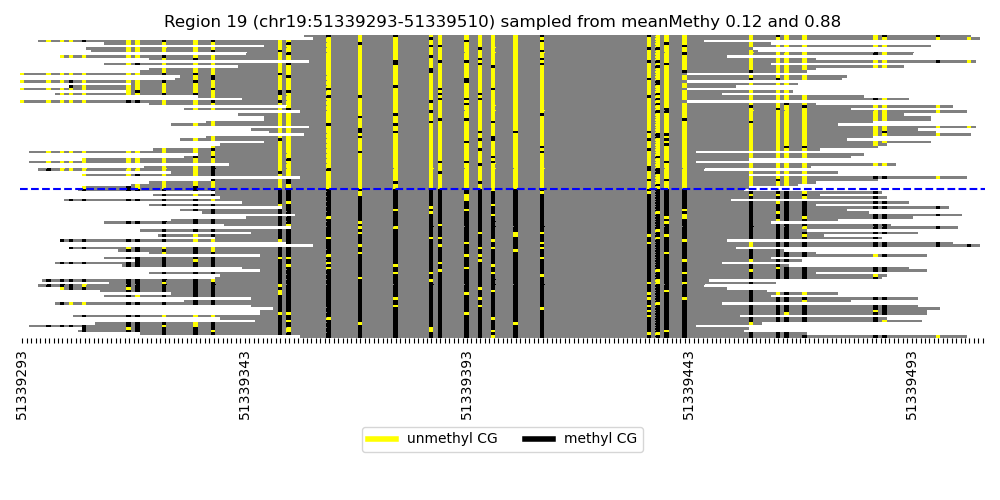 Region 19 (chr19:51339293-51339510) sampled from meanMethy 0.12 and 0.88
51339293
51339343
51339393
51339443
51339493
unmethyl CG
methyl CG